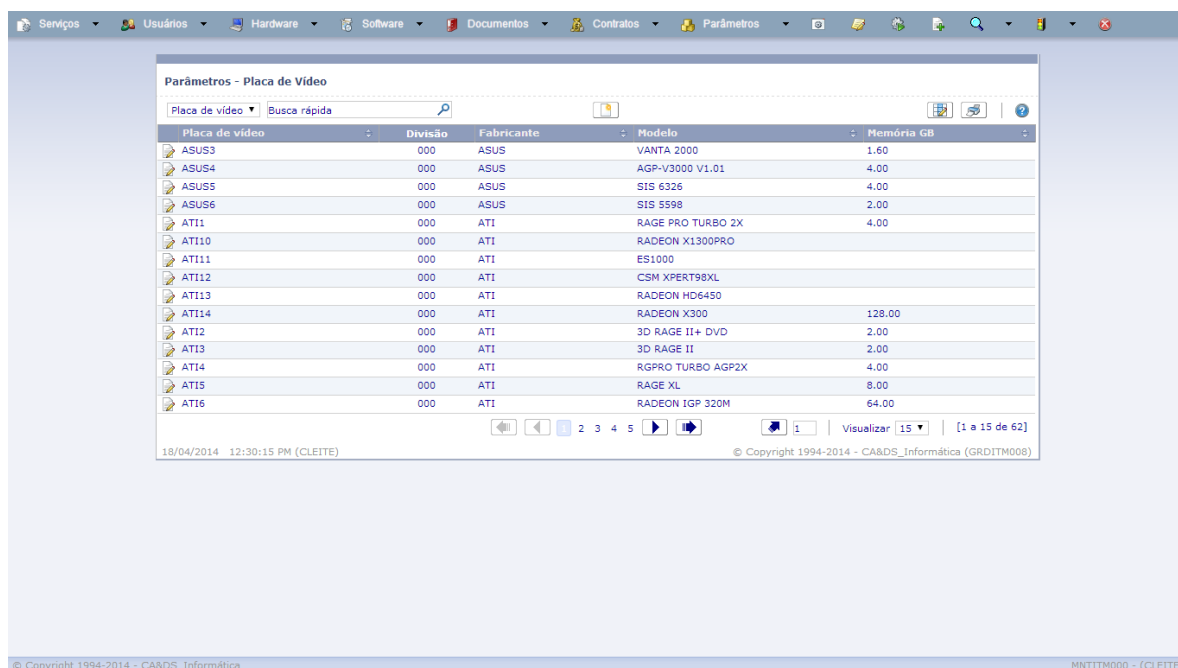 Serviços Usuários Hardware Software Documentos Contratos Parâmetros
Parâmetros - Placa de Vídeo
Placa de vídeo Busca rápida
Placa de vídeo Divisão Fabricante Modelo Memória GB
ASUS3 000 ASUS VANTA 2000 1.60
ASUS4 000 ASUS AGP-V3000 V1.01 4.00
ASUS5 000 ASUS SIS 6326 4.00
ASUS6 000 ASUS SIS 5598 2.00
ATI1 000 ATI RAGE PRO TURBO 2X 4.00
ATI10 000 ATI RADEON X1300PRO
ATI11 000 ATI ES1000
ATI12 000 ATI CSM XPERT98XL
ATI13 000 ATI RADEON HD6450
ATI14 000 ATI RADEON X300 128.00
ATI2 000 ATI 3D RAGE II+ DVD 2.00
ATI3 000 ATI 3D RAGE II 2.00
ATI4 000 ATI RGPRO TURBO AGP2X 4.00
ATI5 000 ATI RAGE XL 8.00
ATI6 000 ATI RADEON IGP 320M 64.00
1 2 3 4 5 1 Visualizar 15 [1 a 15 de 62]
18/04/2014 12:30:15 PM (CLEITE) © Copyright 1994-2014 - CA&DS_Informática (GRDITM008)
© Copyright 1994-2014 - CA&DS_Informática MNTITM000 - (CLEITE